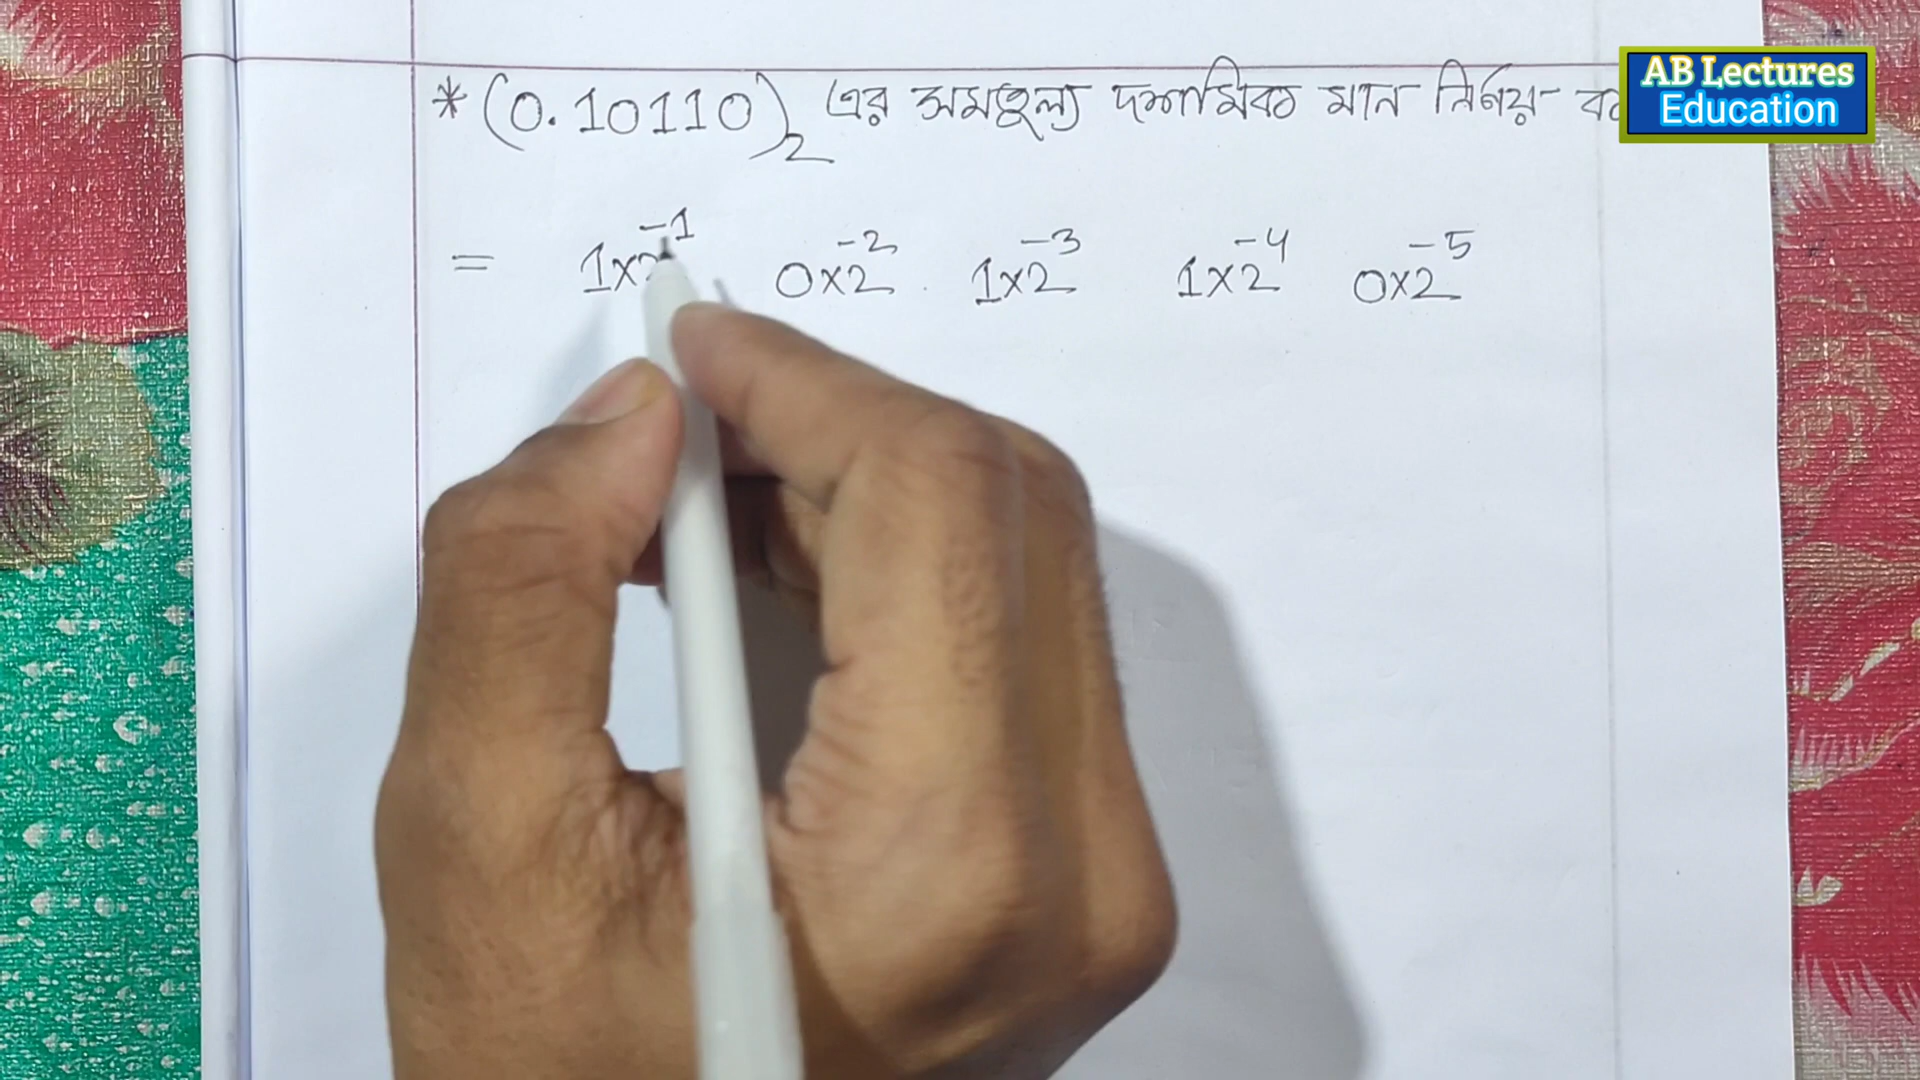 * (0.10110)₂ এর সমতুল্য দশমিক মান নির্ণয়
= 1×2⁻¹ 0×2⁻² 1×2⁻³ 1×2⁻⁴ 0×2⁻⁵
AB Lectures
Education